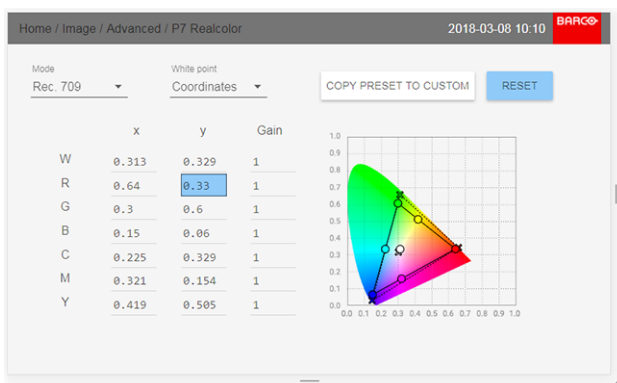 Home / Image / Advanced / P7 Realcolor 2018-03-08 10:10 BARCO
Mode White point
Rec. 709 Coordinates COPY PRESET TO CUSTOM RESET
x y Gain
W 0.313 0.329 1
R 0.64 0.33 1
G 0.3 0.6 1
B 0.15 0.06 1
C 0.225 0.329 1
M 0.321 0.154 1
Y 0.419 0.505 1
1.0
0.9
0.8
0.7
0.6
0.5
0.4
0.3
0.2
0.1
0.0
0.0 0.1 0.2 0.3 0.4 0.5 0.6 0.7 0.8 0.9 1.0